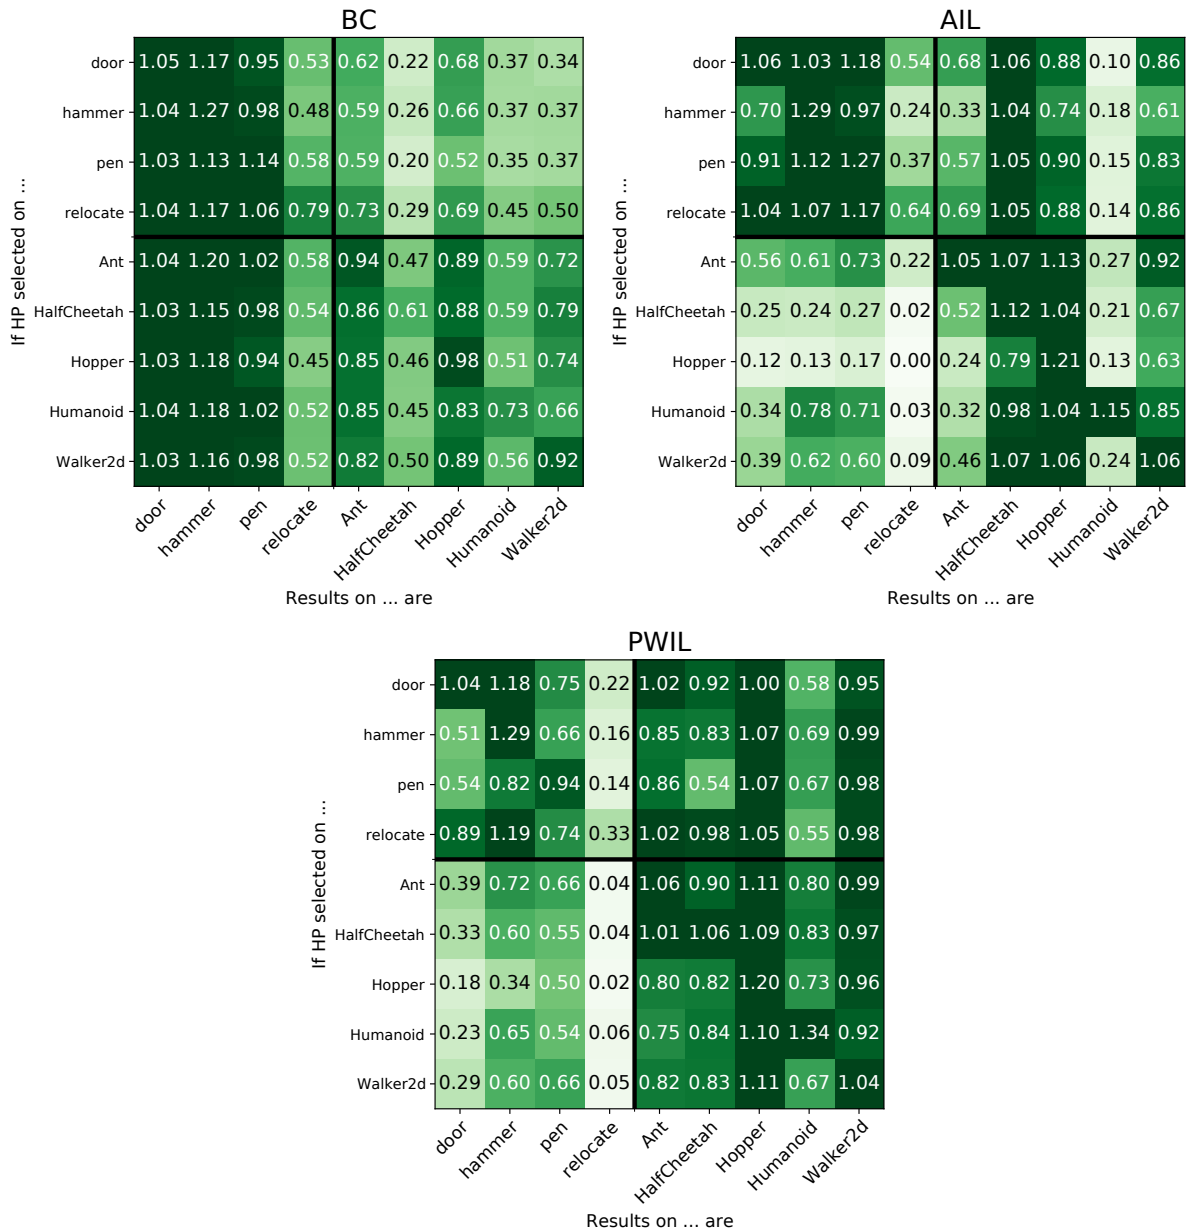 BC
If HP selected on ...
door 1.05 1.17 0.95 0.53 0.62 0.22 0.68 0.37 0.34
hammer 1.04 1.27 0.98 0.48 0.59 0.26 0.66 0.37 0.37
pen 1.03 1.13 1.14 0.58 0.59 0.20 0.52 0.35 0.37
relocate 1.04 1.17 1.06 0.79 0.73 0.29 0.69 0.45 0.50
Ant 1.04 1.20 1.02 0.58 0.94 0.47 0.89 0.59 0.72
HalfCheetah 1.03 1.15 0.98 0.54 0.86 0.61 0.88 0.59 0.79
Hopper 1.03 1.18 0.94 0.45 0.85 0.46 0.98 0.51 0.74
Humanoid 1.04 1.18 1.02 0.52 0.85 0.45 0.83 0.73 0.66
Walker2d 1.03 1.16 0.98 0.52 0.82 0.50 0.89 0.56 0.92
door hammer pen relocate Ant HalfCheetah Hopper Humanoid Walker2d
Results on ... are
AIL
If HP selected on ...
door 1.06 1.03 1.18 0.54 0.68 1.06 0.88 0.10 0.86
hammer 0.70 1.29 0.97 0.24 0.33 1.04 0.74 0.18 0.61
pen 0.91 1.12 1.27 0.37 0.57 1.05 0.90 0.15 0.83
relocate 1.04 1.07 1.17 0.64 0.69 1.05 0.88 0.14 0.86
Ant 0.56 0.61 0.73 0.22 1.05 1.07 1.13 0.27 0.92
HalfCheetah 0.25 0.24 0.27 0.02 0.52 1.12 1.04 0.21 0.67
Hopper 0.12 0.13 0.17 0.00 0.24 0.79 1.21 0.13 0.63
Humanoid 0.34 0.78 0.71 0.03 0.32 0.98 1.04 1.15 0.85
Walker2d 0.39 0.62 0.60 0.09 0.46 1.07 1.06 0.24 1.06
door hammer pen relocate Ant HalfCheetah Hopper Humanoid Walker2d
Results on ... are
PWIL
If HP selected on ...
door 1.04 1.18 0.75 0.22 1.02 0.92 1.00 0.58 0.95
hammer 0.51 1.29 0.66 0.16 0.85 0.83 1.07 0.69 0.99
pen 0.54 0.82 0.94 0.14 0.86 0.54 1.07 0.67 0.98
relocate 0.89 1.19 0.74 0.33 1.02 0.98 1.05 0.55 0.98
Ant 0.39 0.72 0.66 0.04 1.06 0.90 1.11 0.80 0.99
HalfCheetah 0.33 0.60 0.55 0.04 1.01 1.06 1.09 0.83 0.97
Hopper 0.18 0.34 0.50 0.02 0.80 0.82 1.20 0.73 0.96
Humanoid 0.23 0.65 0.54 0.06 0.75 0.84 1.10 1.34 0.92
Walker2d 0.29 0.60 0.66 0.05 0.82 0.83 1.11 0.67 1.04
door hammer pen relocate Ant HalfCheetah Hopper Humanoid Walker2d
Results on ... are